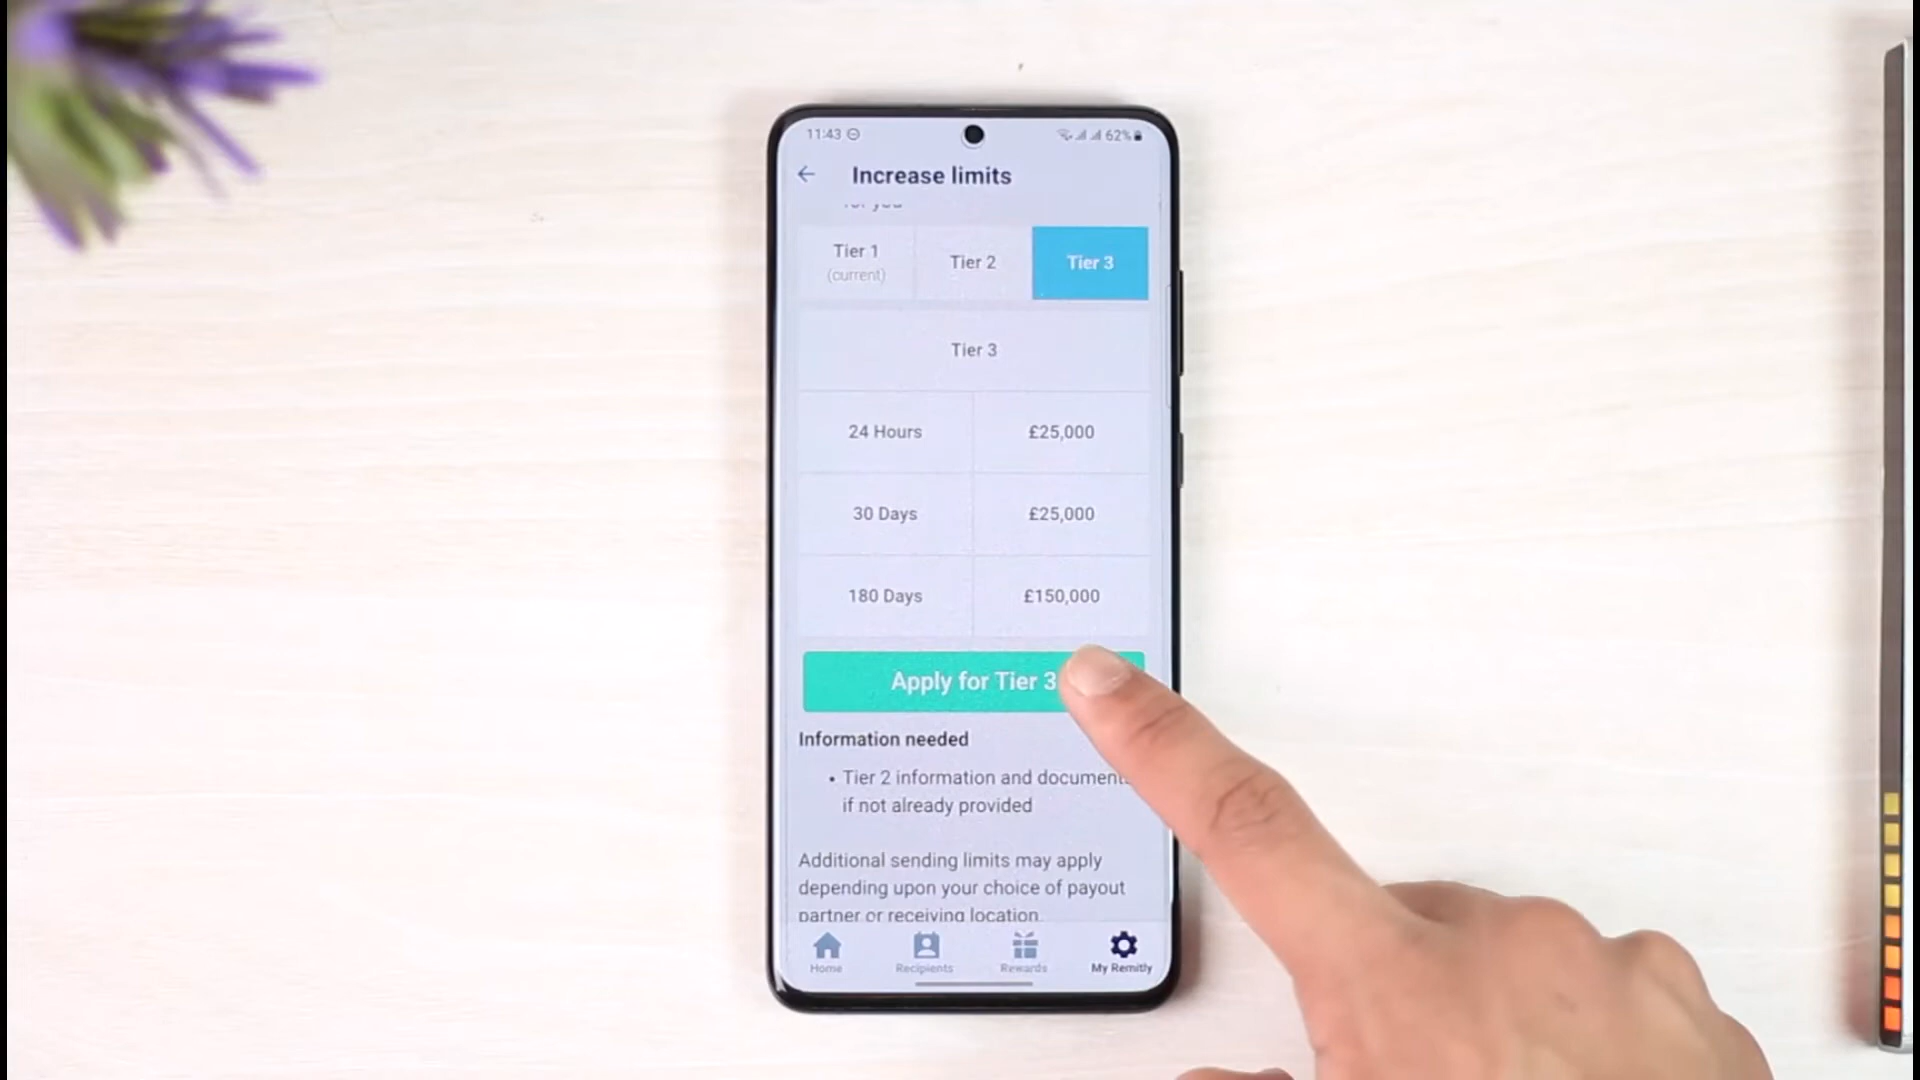 11:43
62%
Increase limits
for you
Tier 1
(current)
Tier 2
Tier 3
Tier 3
24 Hours
£25,000
30 Days
£25,000
180 Days
£150,000
Apply for Tier 3
Information needed
• Tier 2 information and document
if not already provided
Additional sending limits may apply
depending upon your choice of payout
partner or receiving location.
Home
Recipients
Rewards
My Remitly